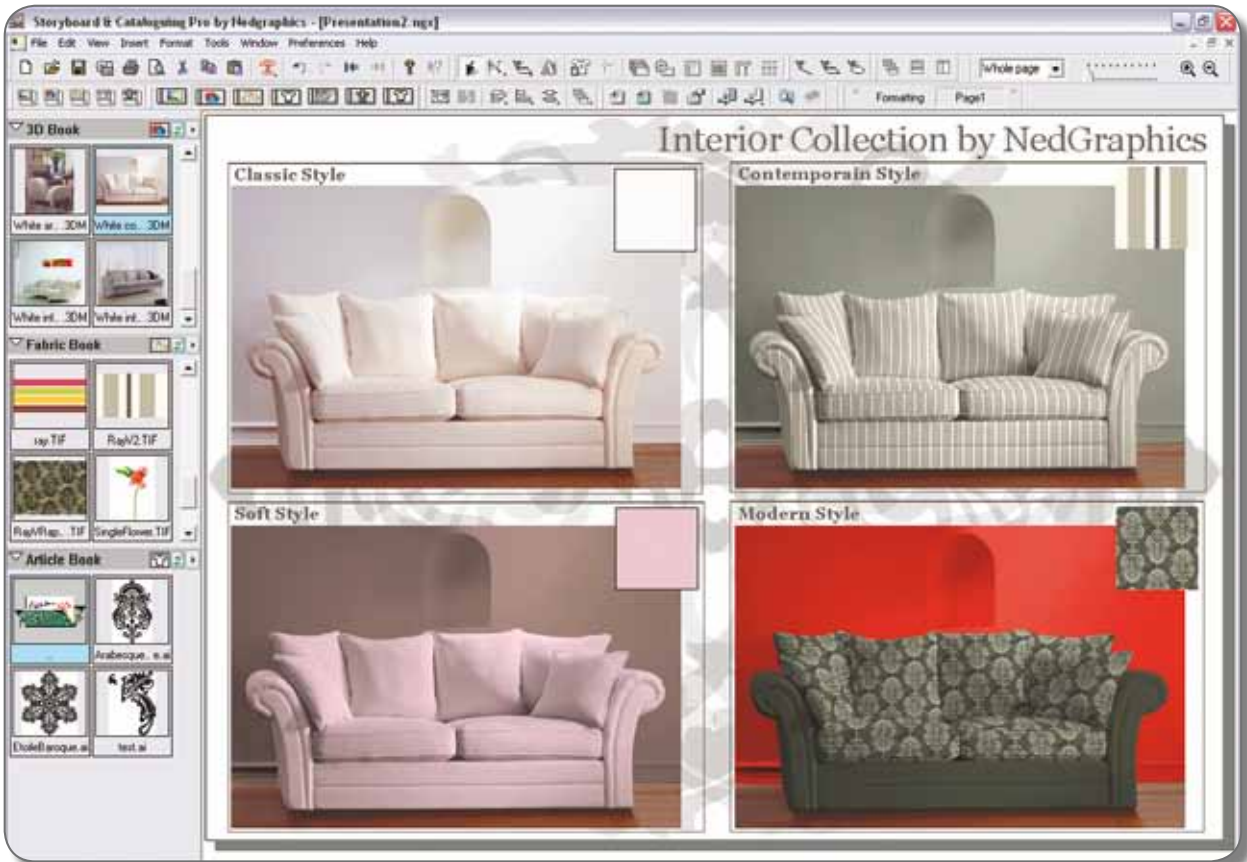 Storyboard & Cataloguing Pro by Nedgraphics - [Presentation2.ngx]
File Edit View Insert Format Tools Window Preferences Help
Whole page
Formating Page1
3D Book
White ar... 3DM White co... 3DM
White int... 3DM White int... 3DM
Fabric Book
ray.TIF RayV2.TIF
RayVRap... TIF SingleFlower.TIF
Article Book
... Arabesque... e.ai
EtoileBaroque.ai test.ai
Interior Collection by NedGraphics
Classic Style
Contemporain Style
Soft Style
Modern Style